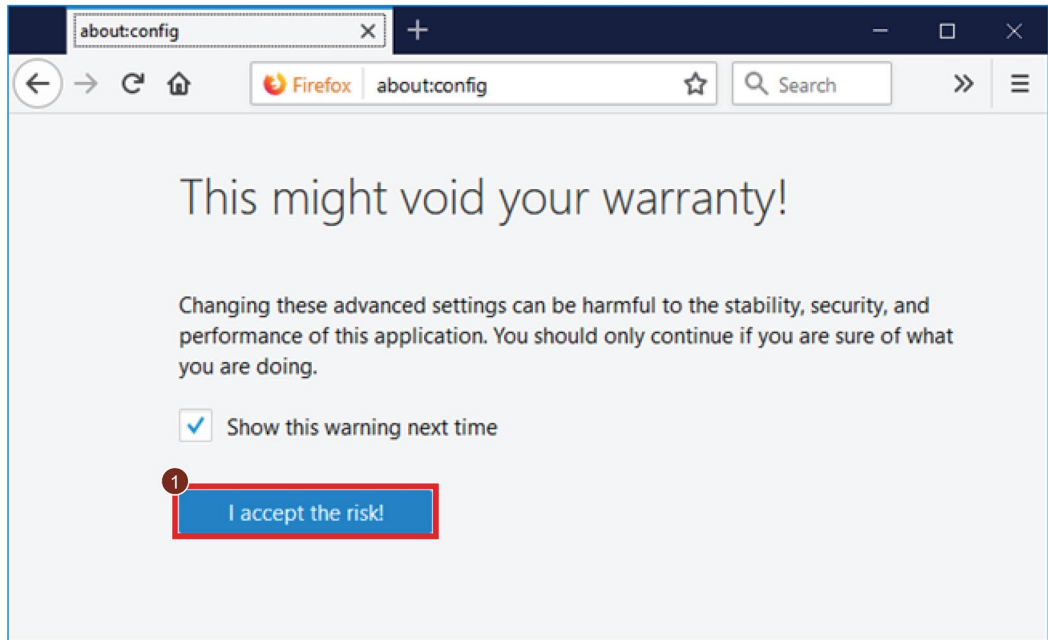 about:config
Firefox about:config Search
This might void your warranty!
Changing these advanced settings can be harmful to the stability, security, and
performance of this application. You should only continue if you are sure of what
you are doing.
Show this warning next time
1
I accept the risk!